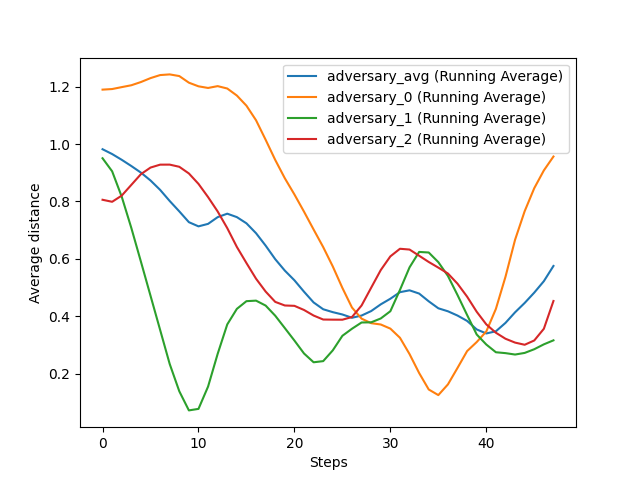 adversary_avg (Running Average)
adversary_0 (Running Average)
adversary_1 (Running Average)
adversary_2 (Running Average)
1.2
1.0
0.8
0.6
0.4
0.2
Average distance
0 10 20 30 40
Steps